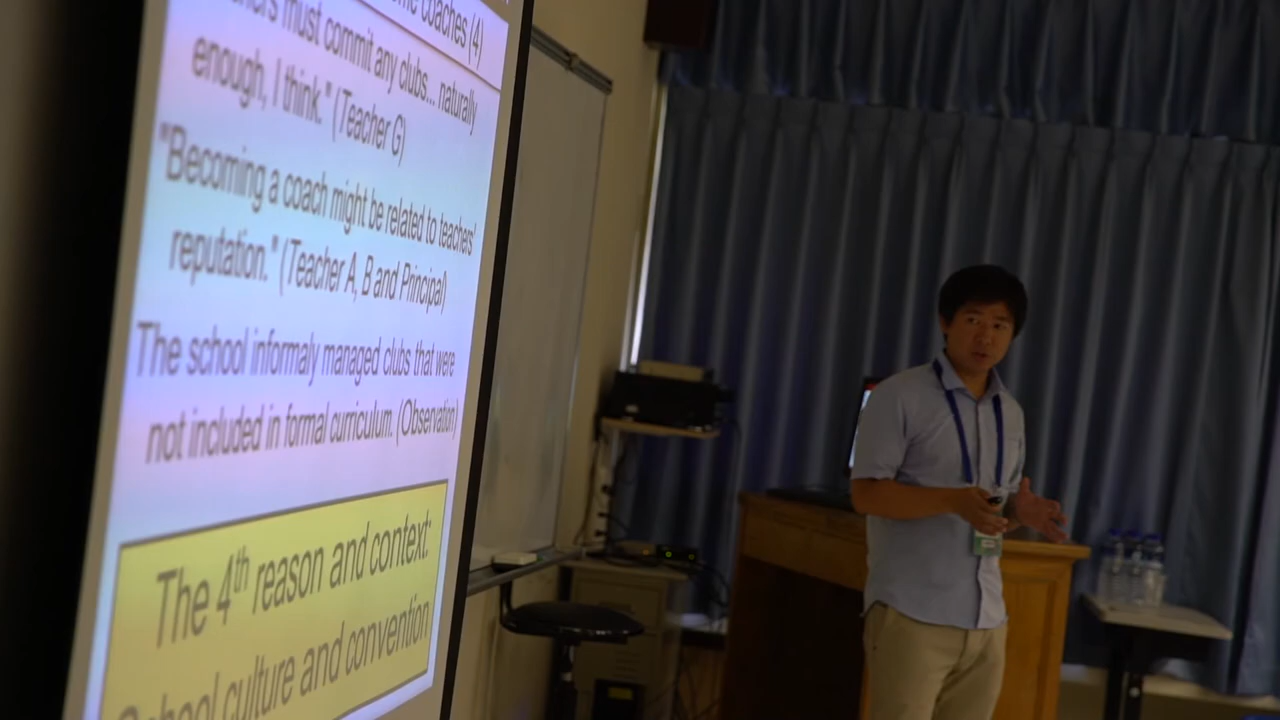 coaches (4)
must commit any clubs... naturally
enough, I think." (Teacher G)
"Becoming a coach might be related to teachers'
reputation." (Teacher A, B and Principal)
The school informaly managed clubs that were
not included in formal curriculum. (Observation)
The 4th reason and context:
School culture and convention